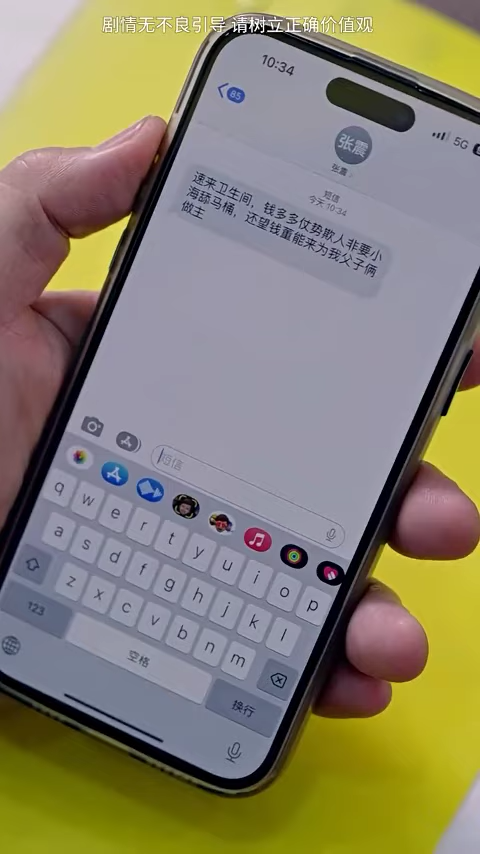 剧情无不良引导 请树立正确价值观
10:34
5G
85
张震
张震
短信
今天 10:34
速来卫生间，钱多多仗势欺人非要小
海舔马桶，还望钱董能来为我父子俩
做主
短信
q w e r t y u i o p
a s d f g h j k l
z x c v b n m
123
空格
换行